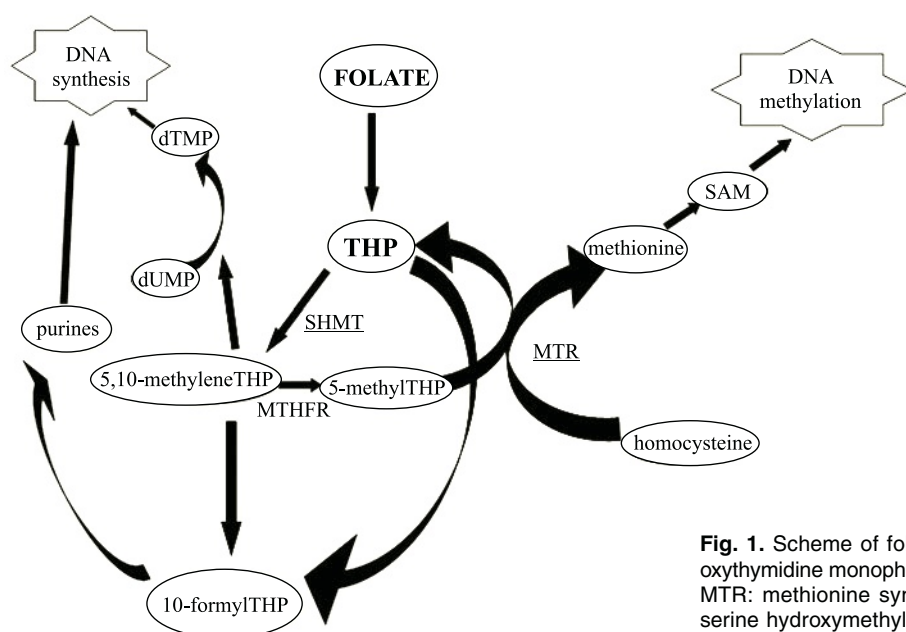 DNA
synthesis
FOLATE
DNA
methylation
dTMP
SAM
THP
methionine
dUMP
purines
SHMT
MTR
5,10-methyleneTHP
5-methylTHP
MTHFR
homocysteine
10-formylTHP
Fig. 1. Scheme of fo
oxythymidine monoph
MTR: methionine syn
serine hydroxymethyl